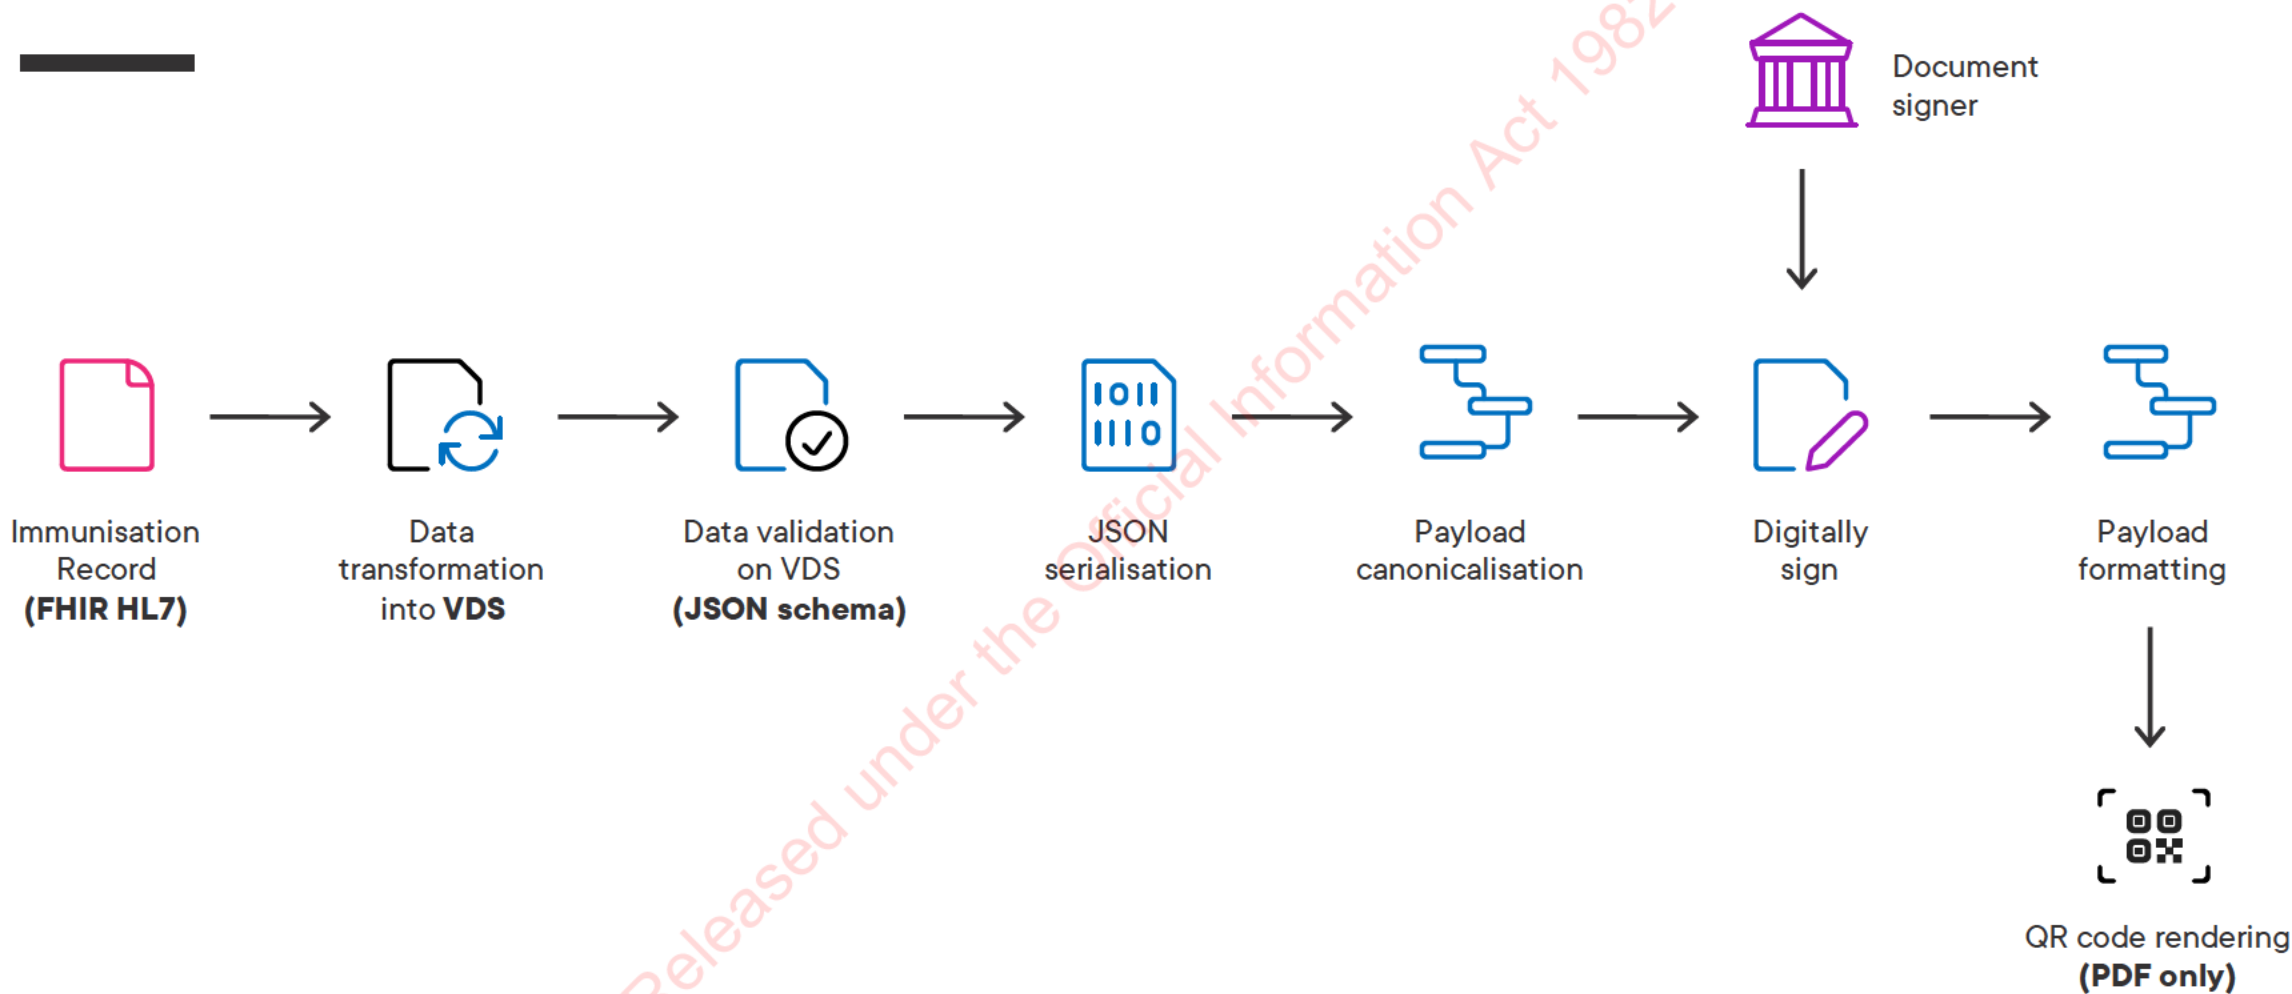 Document
signer
Immunisation
Record
(FHIR HL7)
Data
transformation
into VDS
Data validation
on VDS
(JSON schema)
JSON
serialisation
Payload
canonicalisation
Digitally
sign
Payload
formatting
QR code rendering
(PDF only)
Released under the Official Information Act 1982